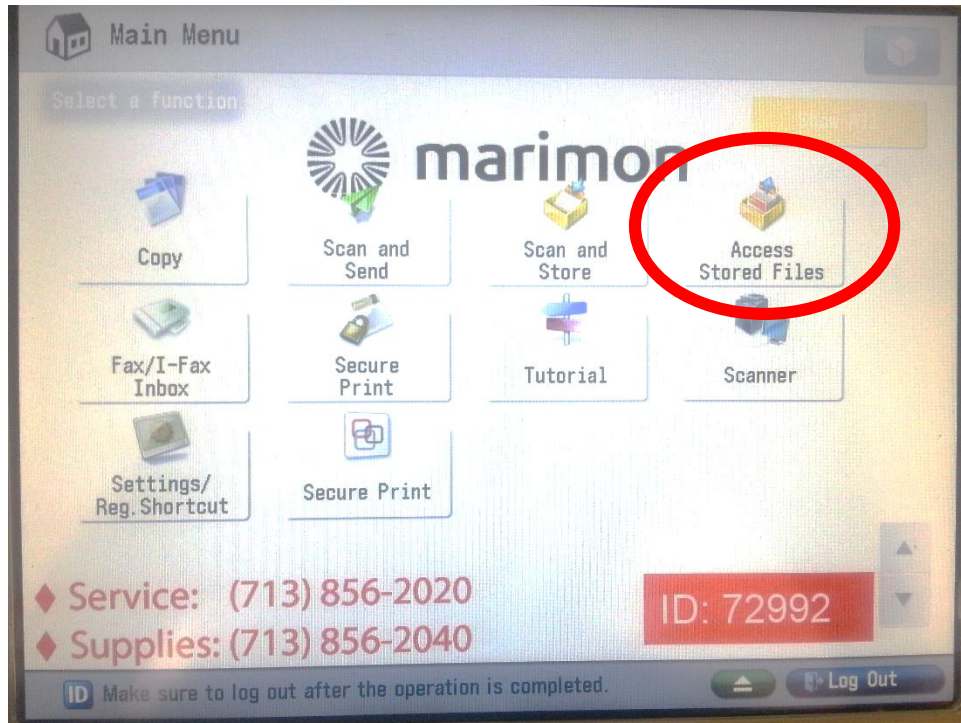 Main Menu
Select a function.
Show All
marimon
Copy
Scan and
Send
Scan and
Store
Access
Stored Files
Fax/I-Fax
Inbox
Secure
Print
Tutorial
Scanner
Settings/
Reg.Shortcut
Secure Print
Service: (713) 856-2020
Supplies: (713) 856-2040
ID: 72992
ID Make sure to log out after the operation is completed.
Log Out